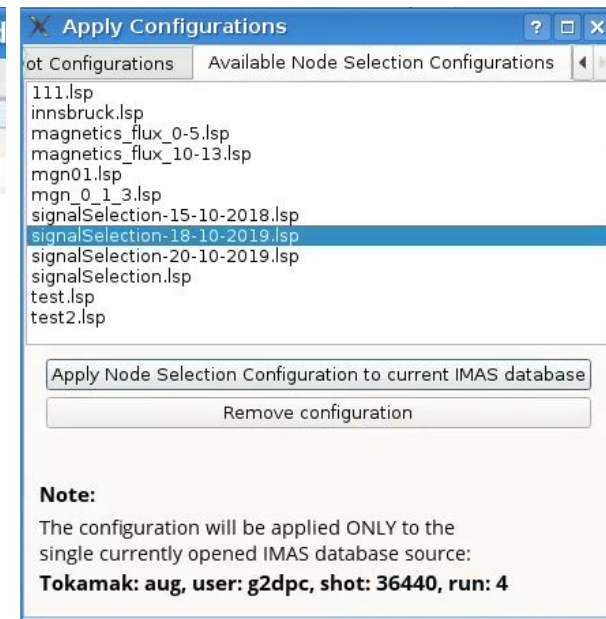 Apply Configurations
ot Configurations
Available Node Selection Configurations
111.lsp
innsbruck.lsp
magnetics_flux_0-5.lsp
magnetics_flux_10-13.lsp
mgn01.lsp
mgn_0_1_3.lsp
signalSelection-15-10-2018.lsp
signalSelection-18-10-2019.lsp
signalSelection-20-10-2019.lsp
signalSelection.lsp
test.lsp
test2.lsp
Apply Node Selection Configuration to current IMAS database
Remove configuration
Note:
The configuration will be applied ONLY to the
single currently opened IMAS database source:
Tokamak: aug, user: g2dpc, shot: 36440, run: 4